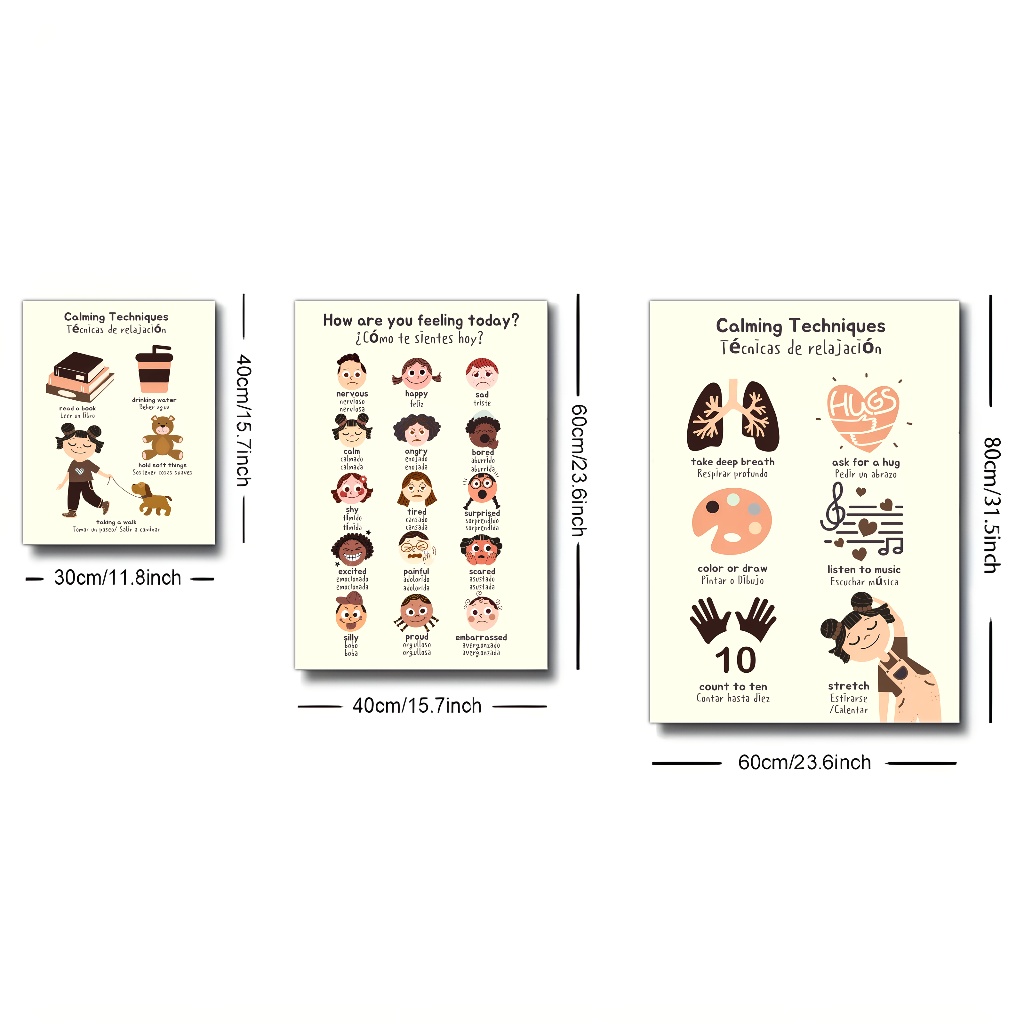 Calming Techniques
Técnicas de relajación
read a book
Leer un libro
drinking water
Beber agua
hold soft things
Sostener cosas suaves
taking a walk
Tomar un paseo/ Salir a caminar
40cm/15.7inch
30cm/11.8inch
How are you feeling today?
¿Cómo te sientes hoy?
nervous
nervioso
nerviosa
happy
feliz
sad
triste
calm
calmado
calmada
angry
enojado
enojada
bored
aburrido
aburrida
shy
tímido
tímida
tired
cansado
cansada
surprised
sorprendido
sorprendida
excited
emocionado
emocionada
painful
adolorido
adolorida
scared
asustado
asustada
silly
bobo
boba
proud
orgulloso
orgullosa
embarrassed
avergonzado
avergonzada
60cm/23.6inch
40cm/15.7inch
Calming Techniques
Técnicas de relajación
take deep breath
Respirar profundo
HUGS
ask for a hug
Pedir un abrazo
color or draw
Pintar o Dibujo
listen to music
Escuchar música
10
count to ten
Contar hasta diez
stretch
Estirarse
/Calentar
80cm/31.5inch
60cm/23.6inch